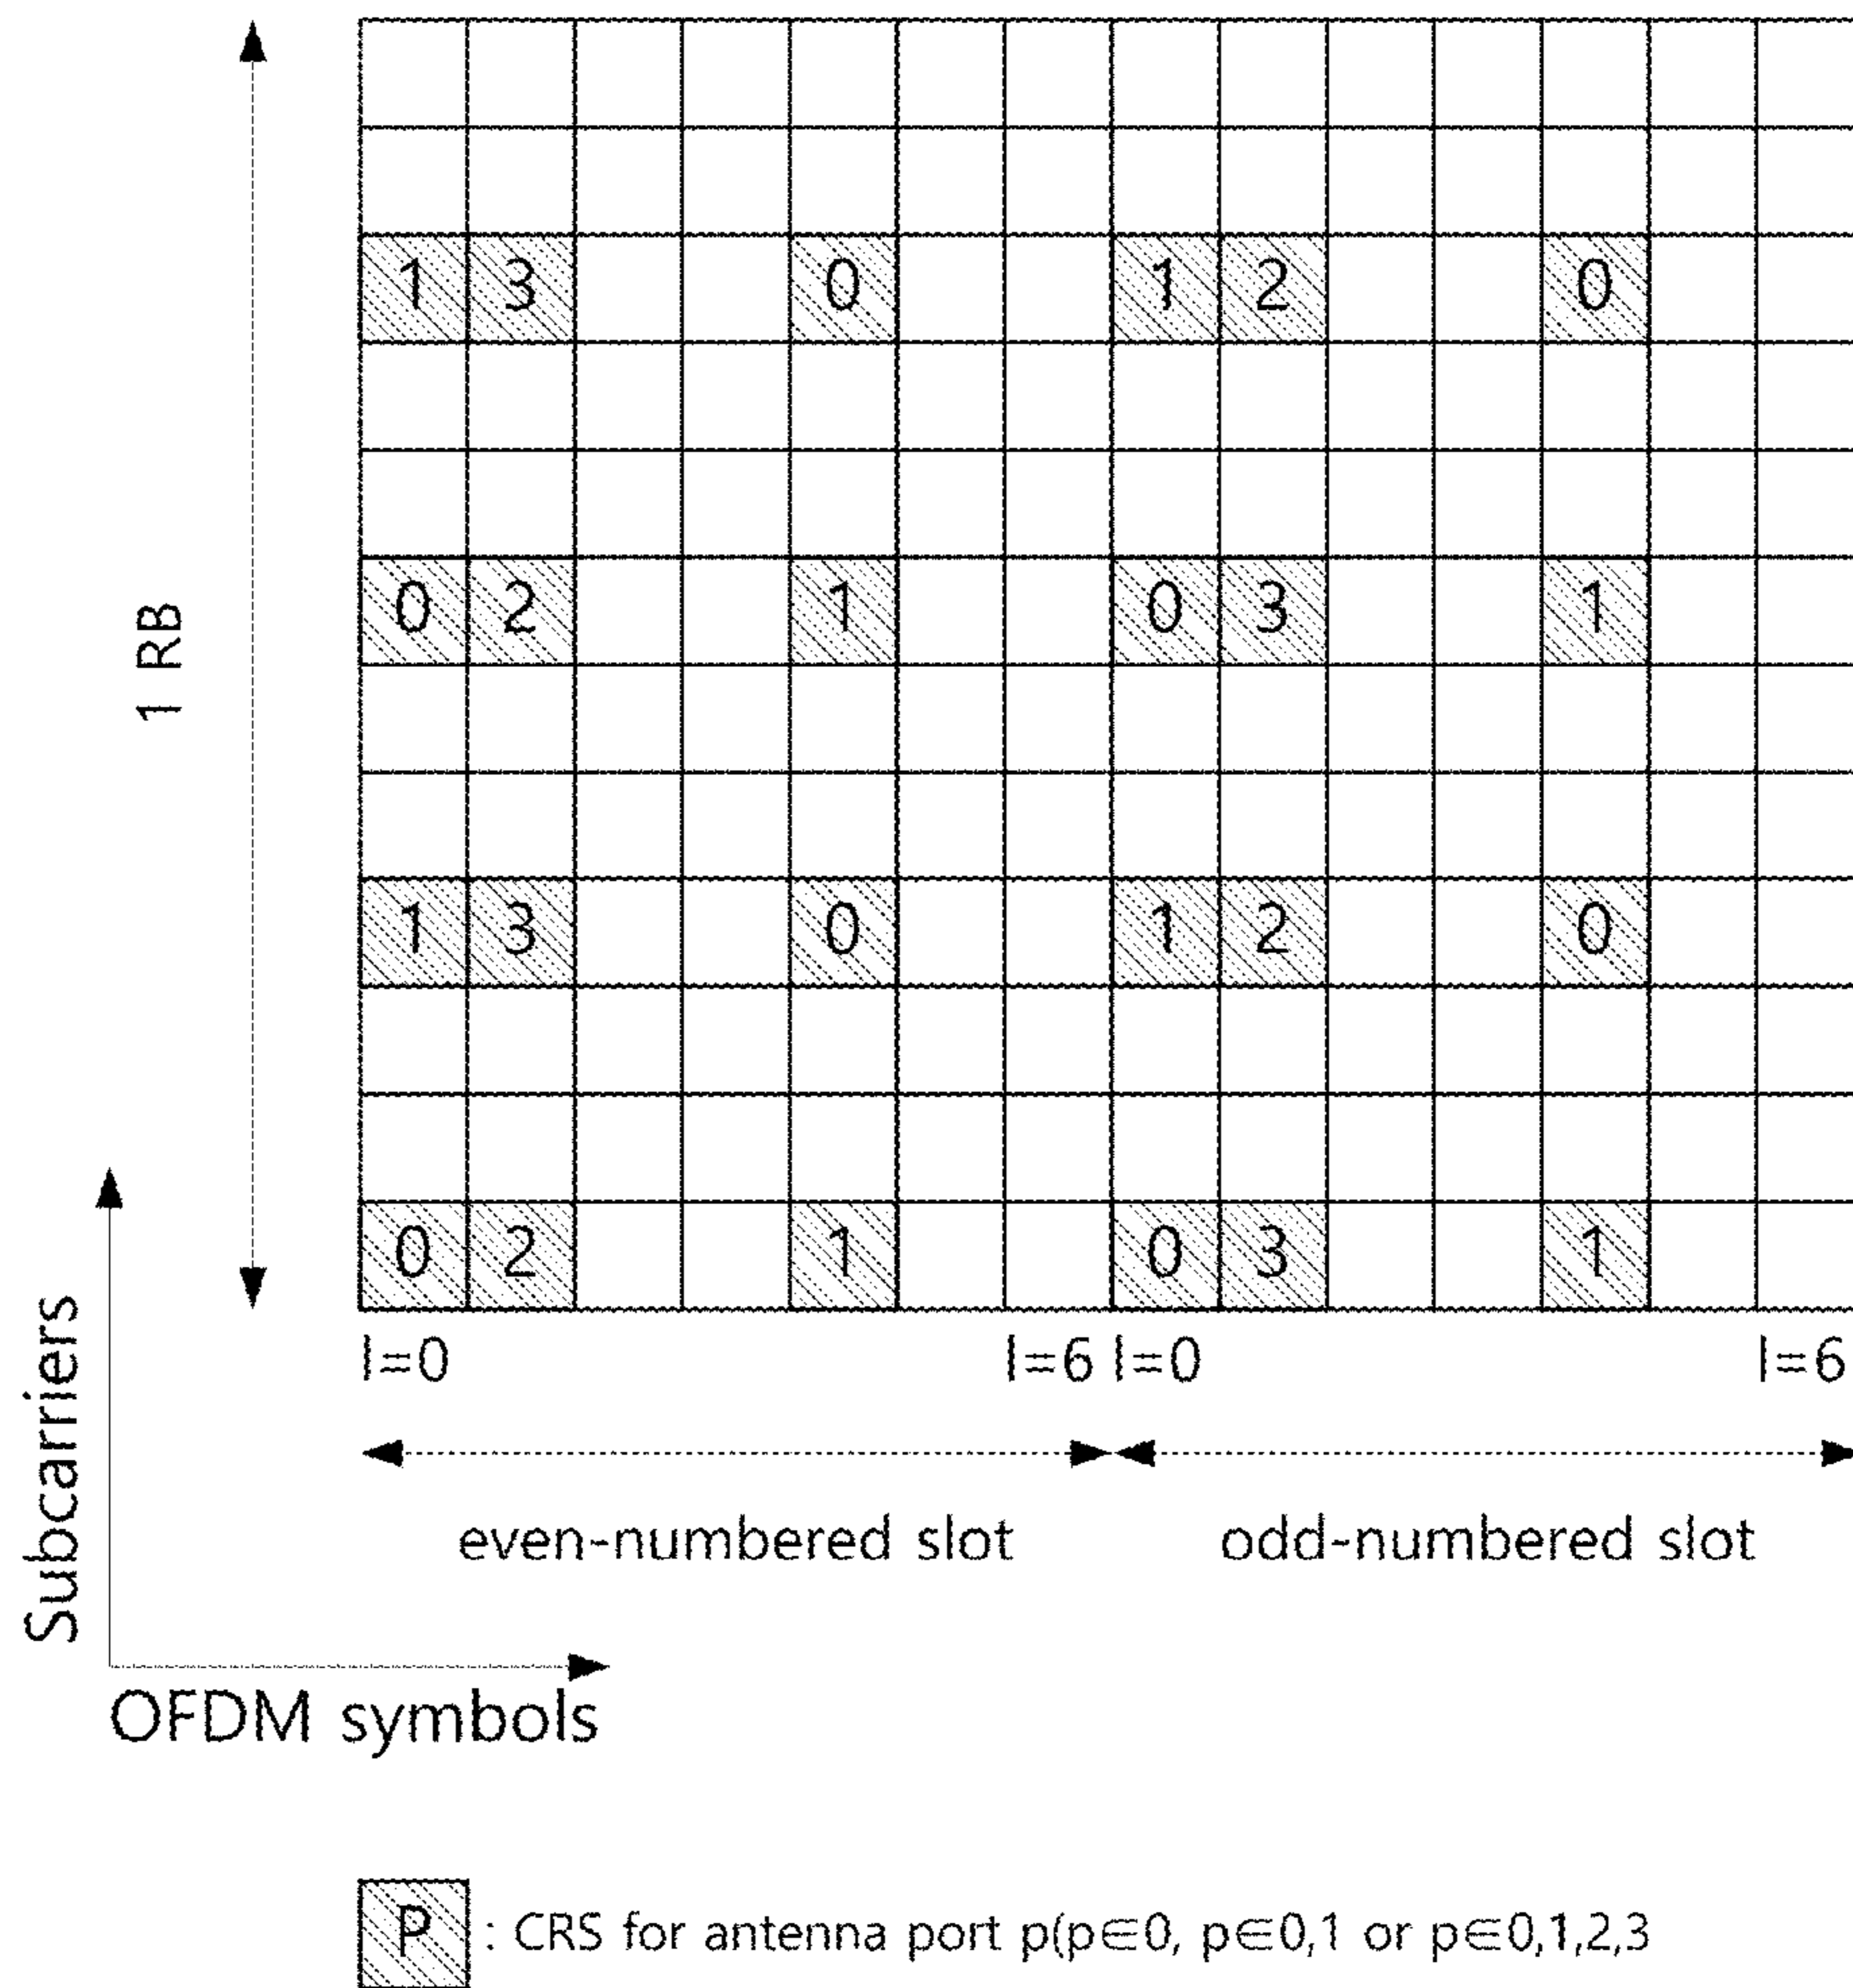 1 3 0 1 2 0
0 2 1 0 3 1
1 RB
1 3 0 1 2 0
0 2 1 0 3 1
l=0 l=6 l=0 l=6
even-numbered slot odd-numbered slot
Subcarriers
OFDM symbols
P : CRS for antenna port p(p∈0, p∈0,1 or p∈0,1,2,3